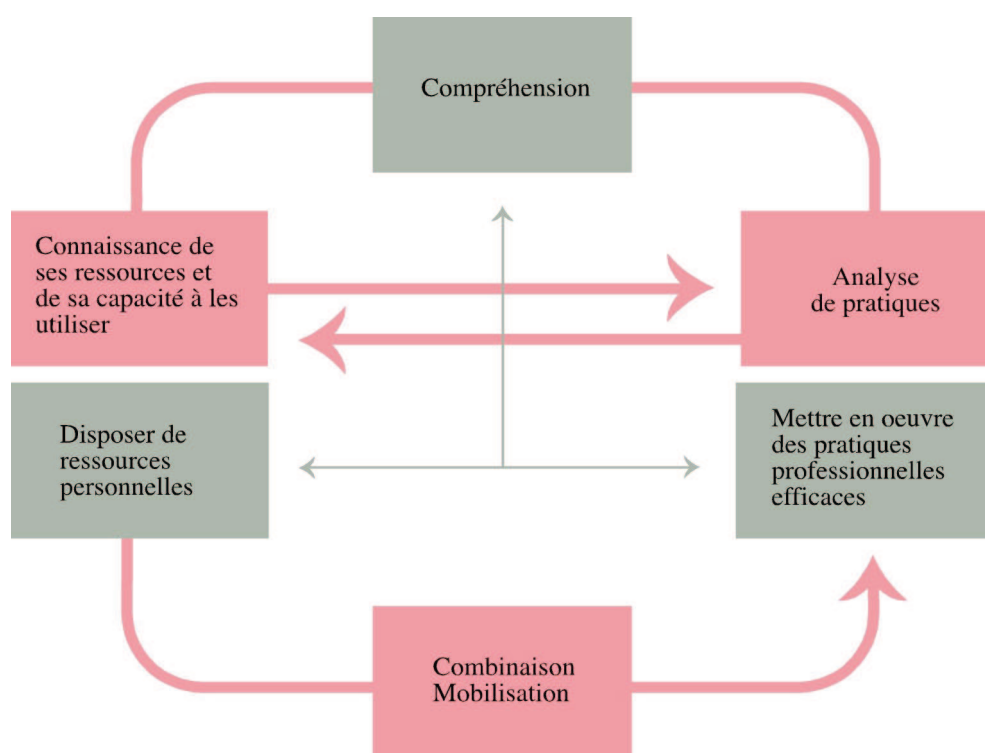 Compréhension
Connaissance de
ses ressources et
de sa capacité à les
utiliser
Analyse
de pratiques
Disposer de
ressources
personnelles
Mettre en oeuvre
des pratiques
professionnelles
efficaces
Combinaison
Mobilisation